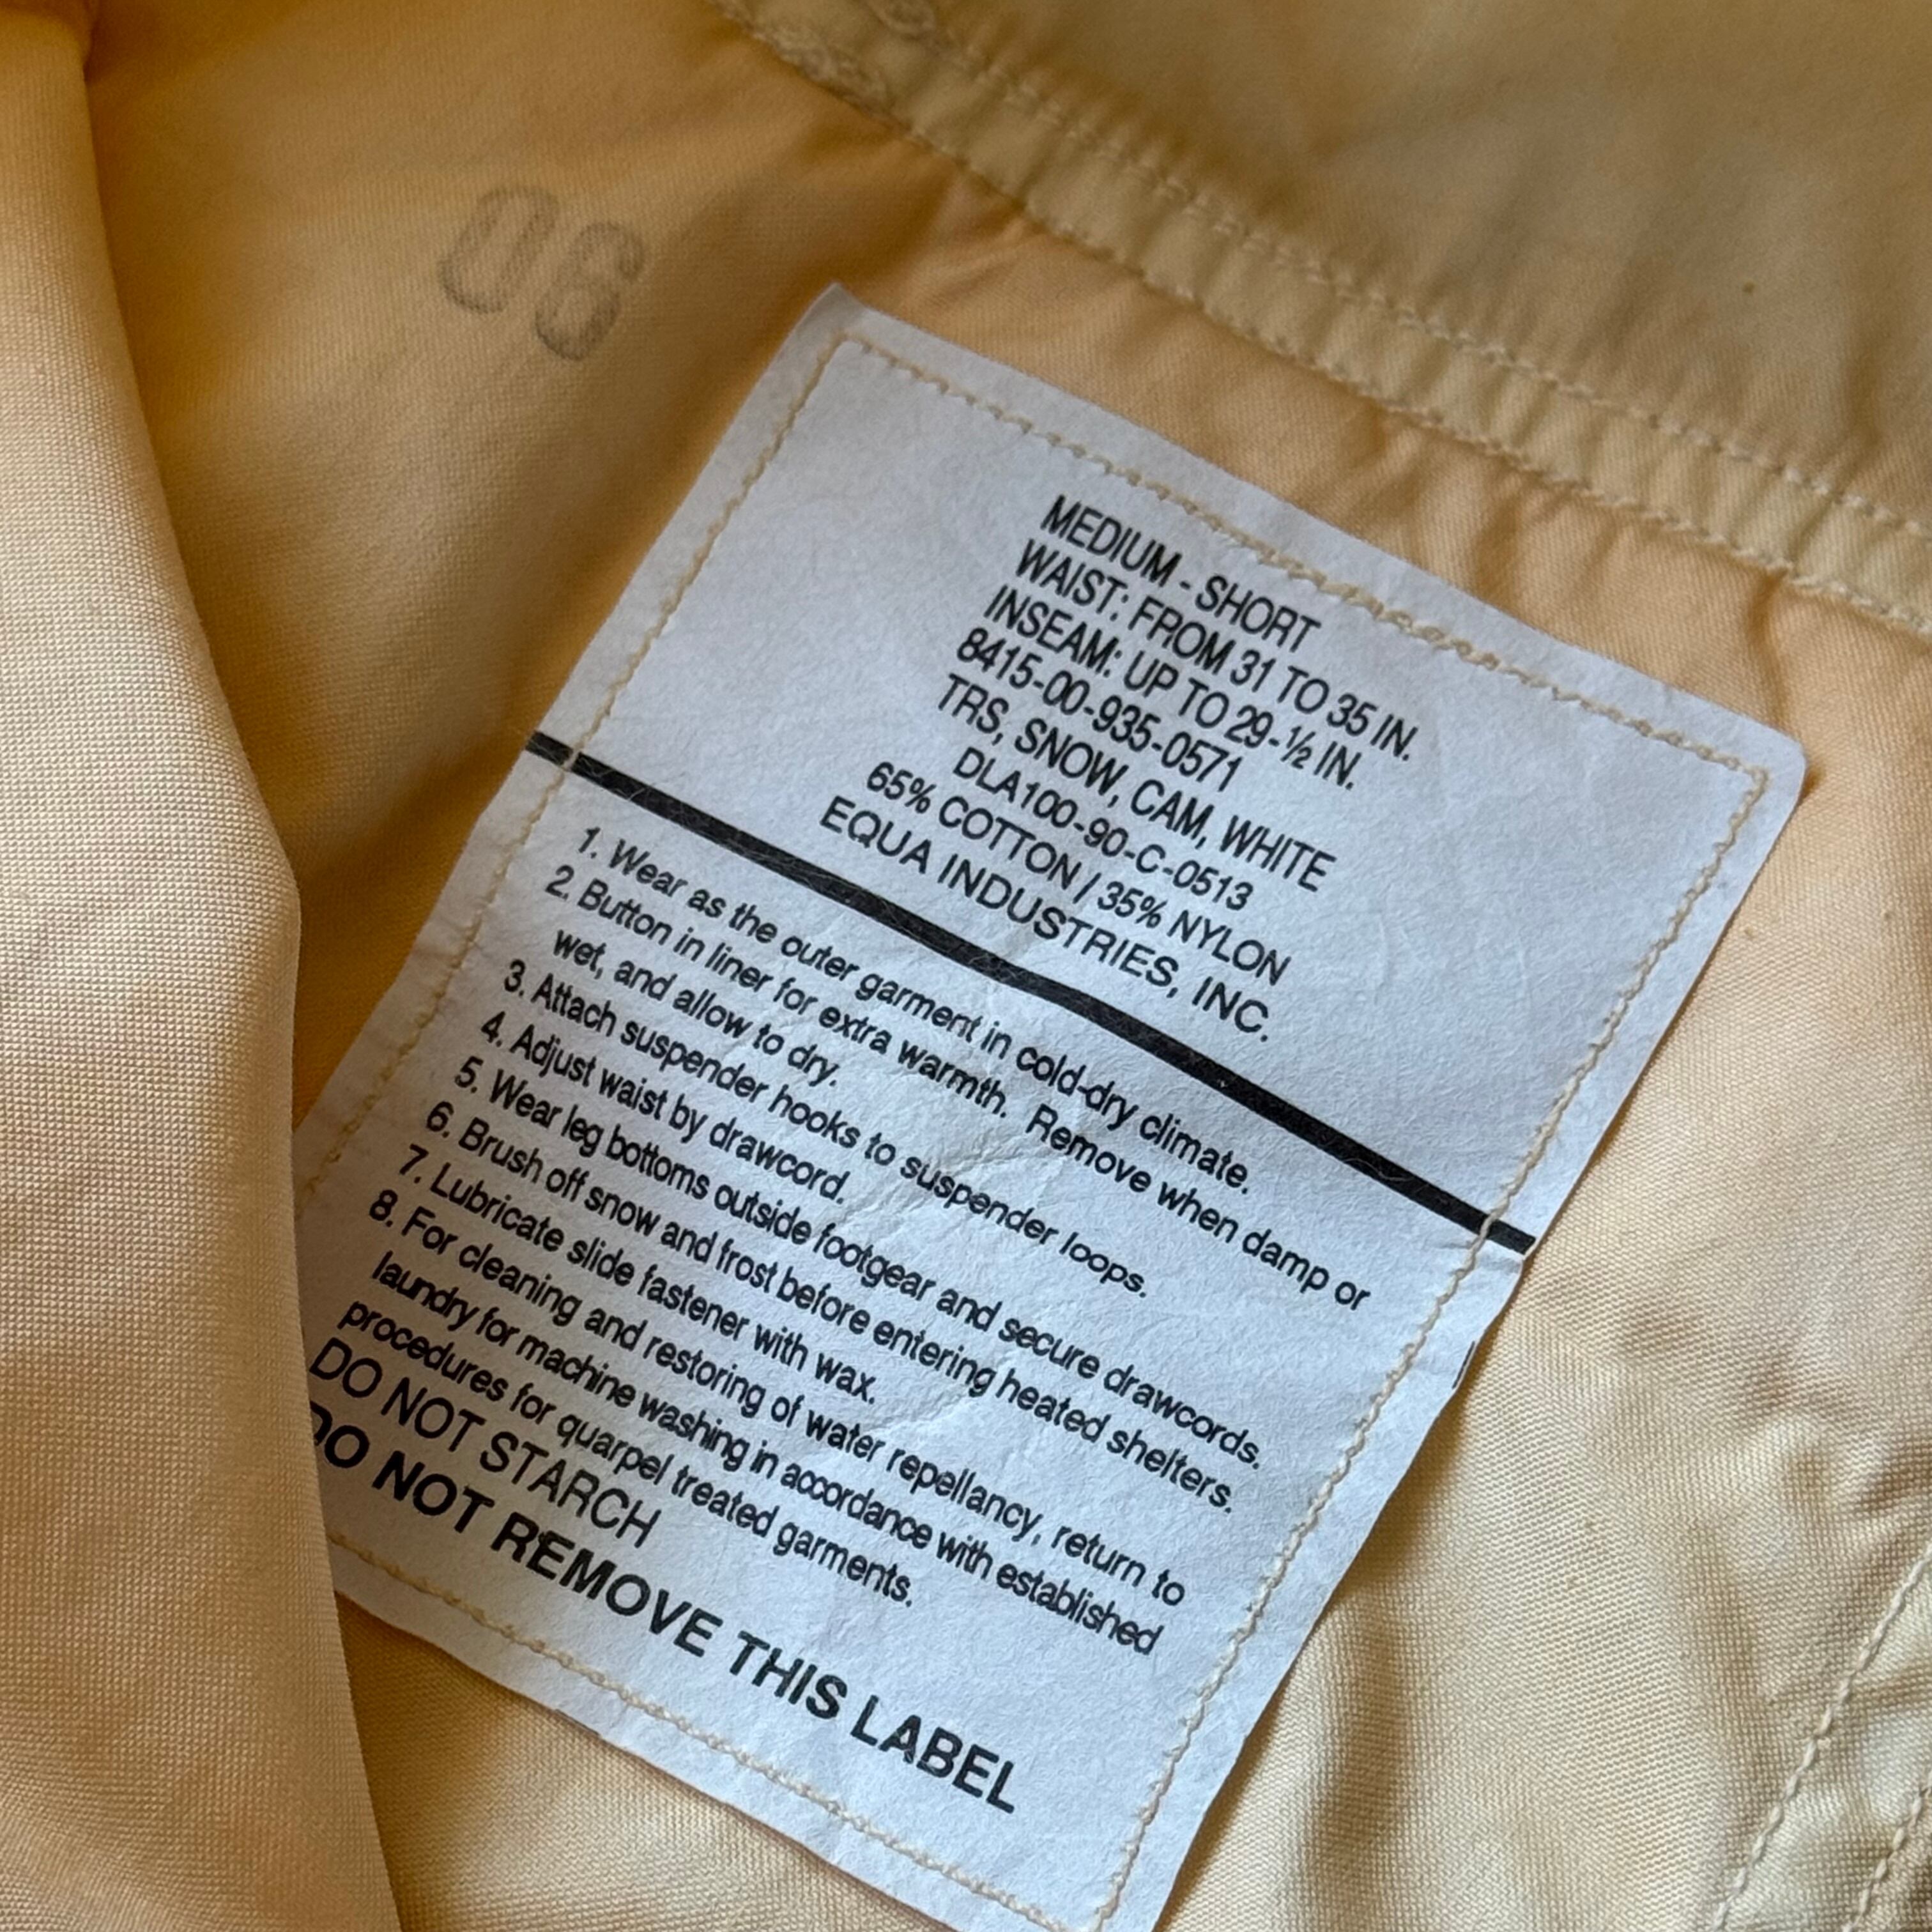 06
MEDIUM - SHORT
WAIST: FROM 31 TO 35 IN.
INSEAM: UP TO 29-½ IN.
8415-00-935-0571
TRS, SNOW, CAM, WHITE
DLA100-90-C-0513
65% COTTON / 35% NYLON
EQUA INDUSTRIES, INC.
1. Wear as the outer garment in cold-dry climate.
2. Button in liner for extra warmth. Remove when damp or
wet, and allow to dry.
3. Attach suspender hooks to suspender loops.
4. Adjust waist by drawcord.
5. Wear leg bottoms outside footgear and secure drawcords.
6. Brush off snow and frost before entering heated shelters.
7. Lubricate slide fastener with wax.
8. For cleaning and restoring of water repellancy, return to
laundry for machine washing in accordance with established
procedures for quarpel treated garments.
DO NOT STARCH
DO NOT REMOVE THIS LABEL